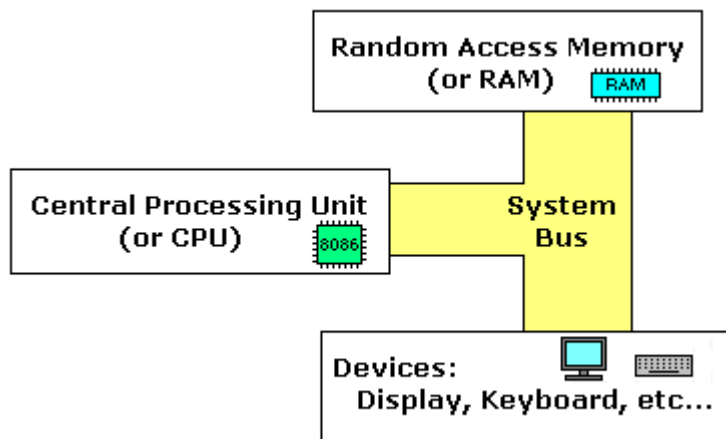 Random Access Memory
(or RAM)
RAM
Central Processing Unit
(or CPU)
8086
System
Bus
Devices:
Display, Keyboard, etc...